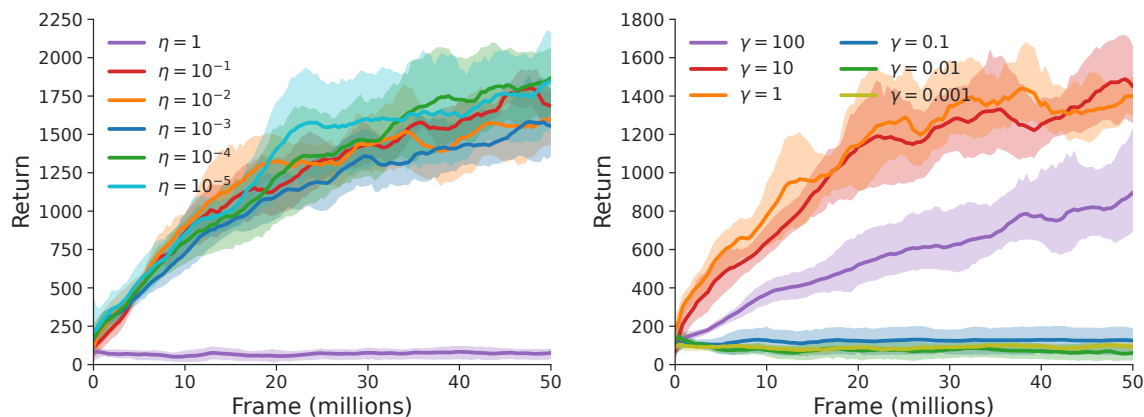 2250
2000
1750
1500
1250
1000
750
500
250
0
Return
η = 1
η = 10⁻¹
η = 10⁻²
η = 10⁻³
η = 10⁻⁴
η = 10⁻⁵
0 10 20 30 40 50
Frame (millions)
1800
1600
1400
1200
1000
800
600
400
200
0
Return
γ = 100
γ = 10
γ = 1
γ = 0.1
γ = 0.01
γ = 0.001
0 10 20 30 40 50
Frame (millions)